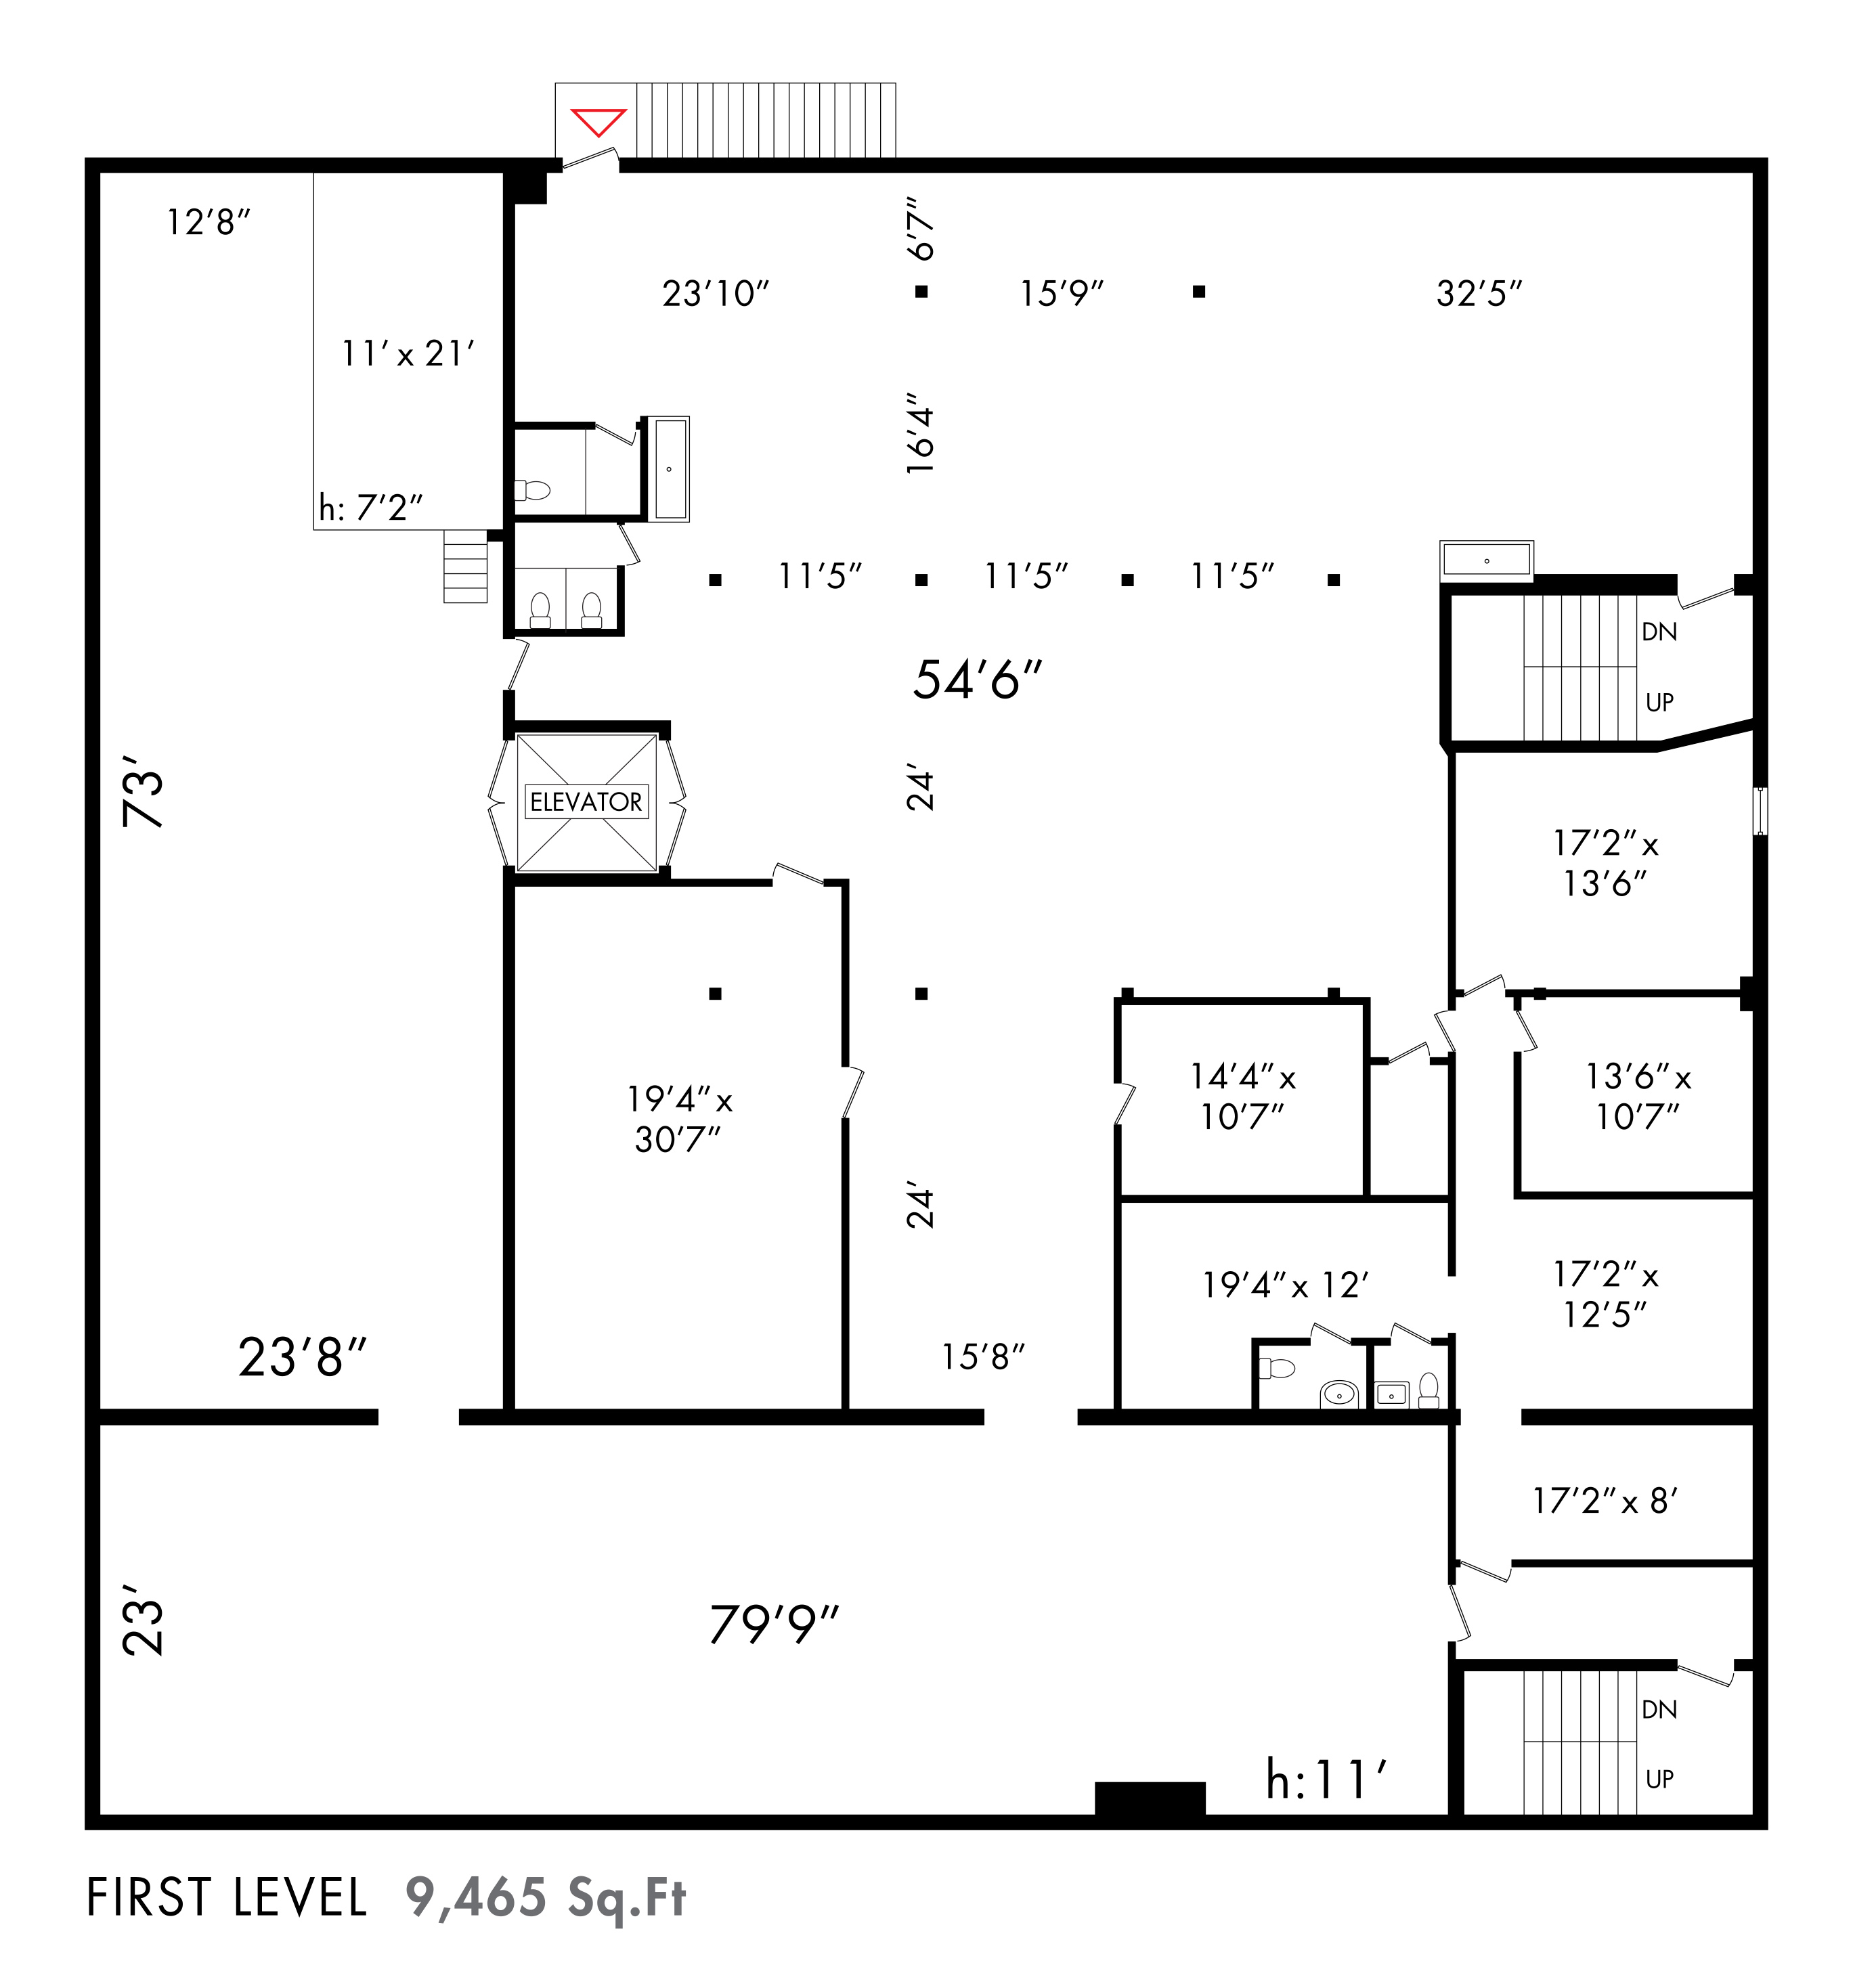 12’8”
6’7”
23’10”
15’9”
32’5”
11’ x 21’
16’4”
h: 7’2”
11’5”
11’5”
11’5”
DN
54’6”
UP
73’
ELEVATOR
24’
17’2” x
13’6”
19’4” x
30’7”
14’4” x
10’7”
13’6” x
10’7”
24’
19’4” x 12’
17’2” x
12’5”
23’8”
15’8”
17’2” x 8’
23’
79’9”
DN
h:11’
UP
FIRST LEVEL 9,465 Sq.Ft